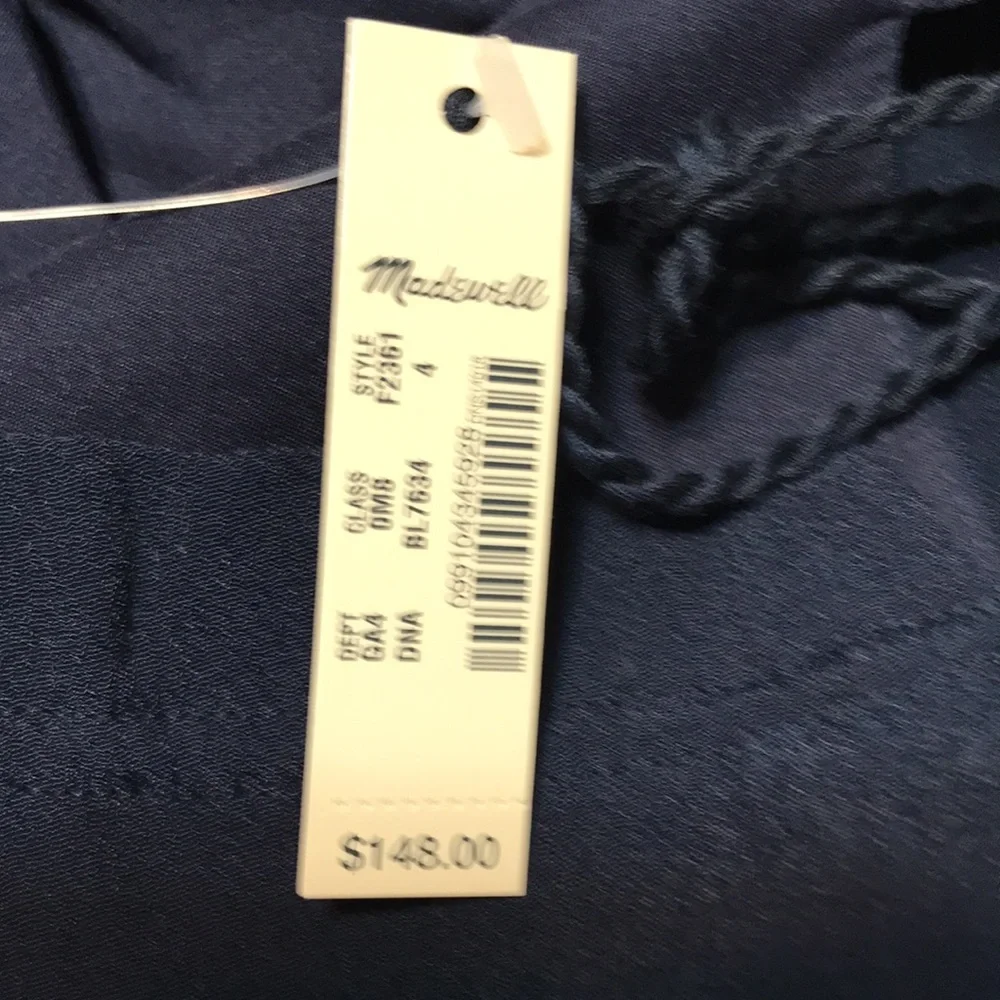 Madewell
STYLE
F2361
4
CLASS
0M8
BL7634
DEPT
GA4
DNA
$148.00